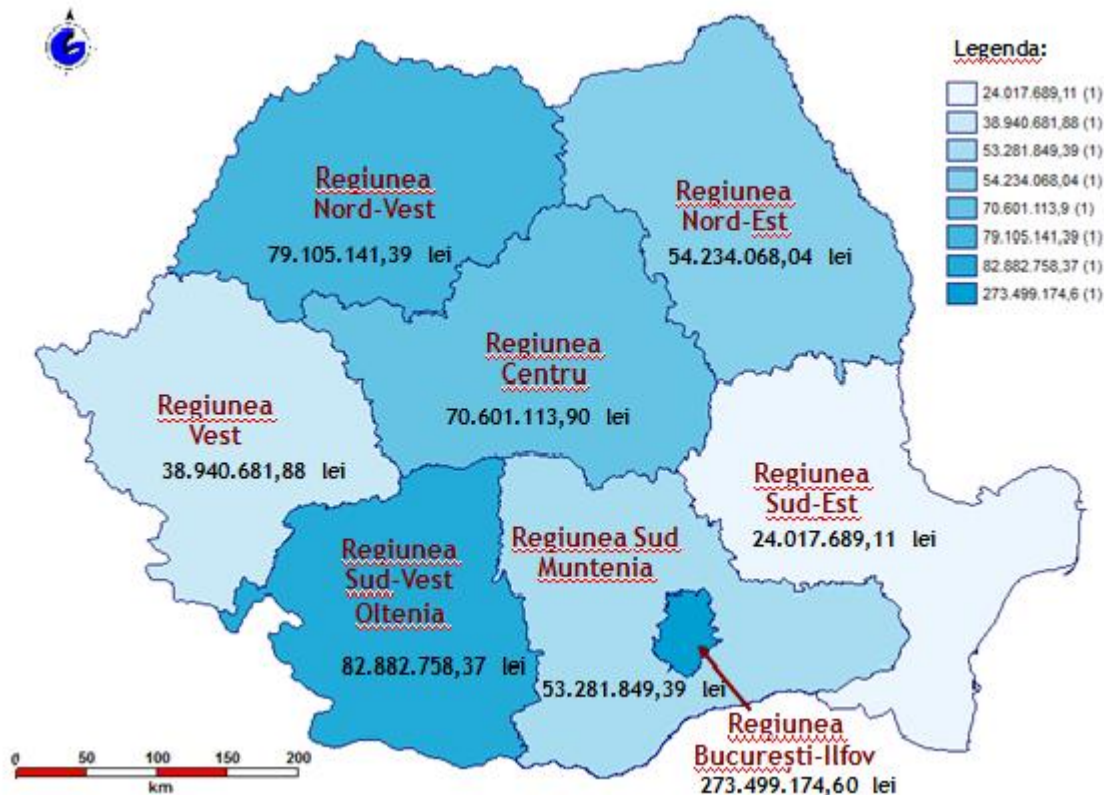 Legenda:
24.017.689,11 (1)
38.940.681,88 (1)
53.281.849,39 (1)
54.234.068,04 (1)
70.601.113,9 (1)
79.105.141,39 (1)
82.882.758,37 (1)
273.499.174,6 (1)
Regiunea
Nord-Vest
79.105.141,39 lei
Regiunea
Nord-Est
54.234.068,04 lei
Regiunea
Centru
70.601.113,90 lei
Regiunea
Vest
38.940.681,88 lei
Regiunea
Sud-Est
24.017.689,11 lei
Regiunea
Sud-Vest
Oltenia
82.882.758,37 lei
Regiunea Sud
Muntenia
53.281.849,39 lei
Regiunea
Bucureşti-Ilfov
273.499.174,60 lei
0 50 100 150 200
km